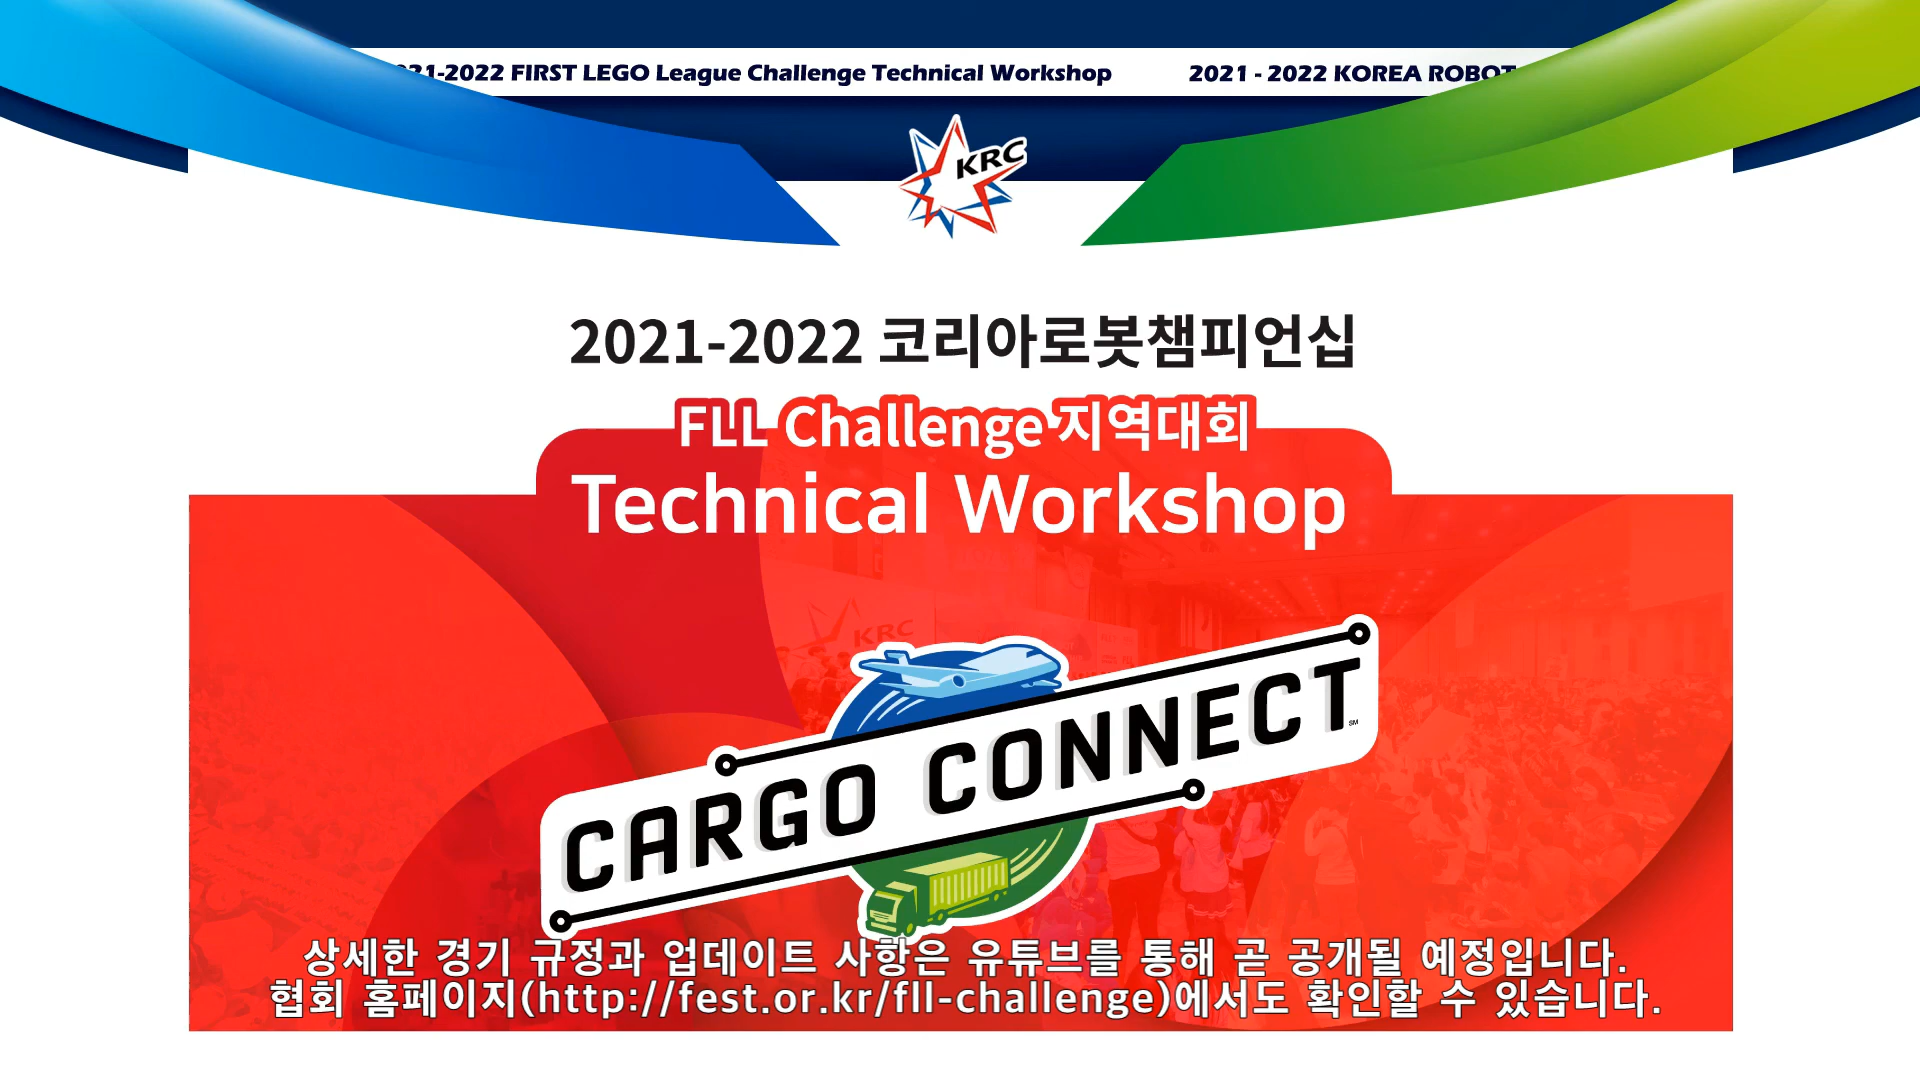 21-2022 FIRST LEGO League Challenge Technical Workshop
2021 - 2022 KOREA ROBOT
KRC
2021-2022 코리아로봇챔피언십
FLL Challenge 지역대회
Technical Workshop
KRC
CARGO CONNECT SM
상세한 경기 규정과 업데이트 사항은 유튜브를 통해 곧 공개될 예정입니다.
협회 홈페이지(http://fest.or.kr/fll-challenge)에서도 확인할 수 있습니다.